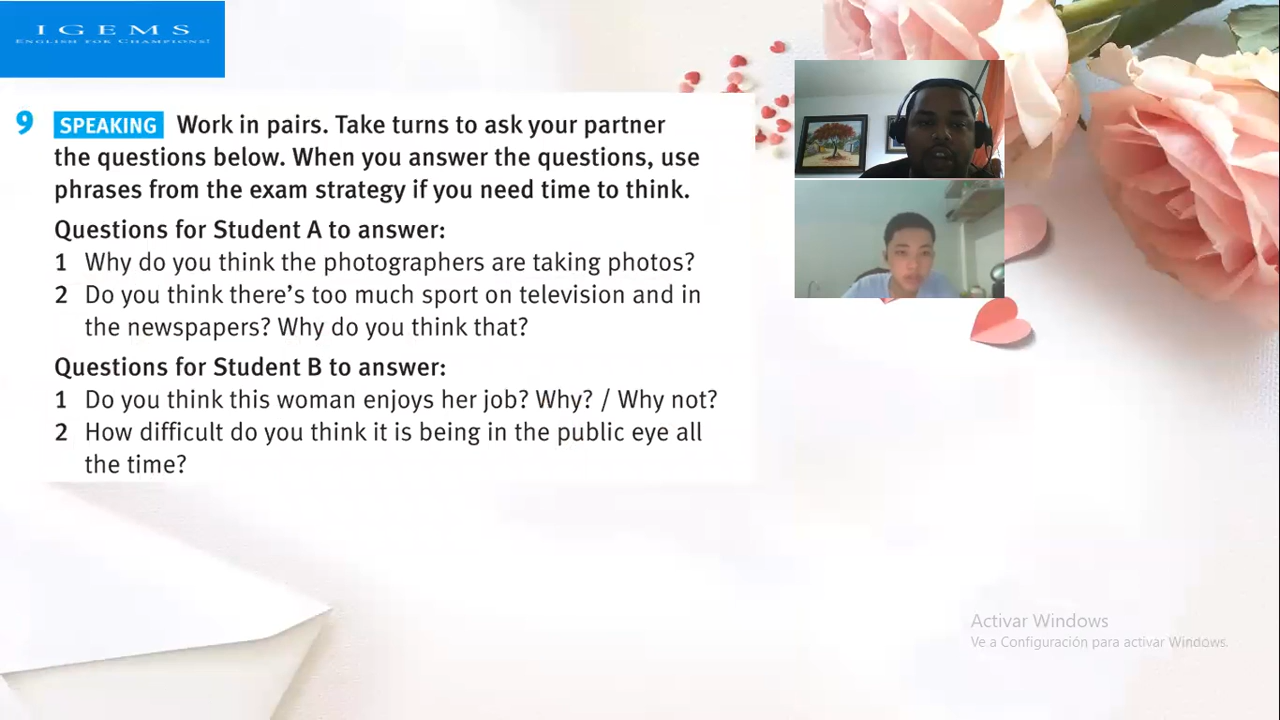 IGEMS
ENGLISH FOR CHAMPIONS!
9 SPEAKING Work in pairs. Take turns to ask your partner
the questions below. When you answer the questions, use
phrases from the exam strategy if you need time to think.
Questions for Student A to answer:
1 Why do you think the photographers are taking photos?
2 Do you think there's too much sport on television and in
the newspapers? Why do you think that?
Questions for Student B to answer:
1 Do you think this woman enjoys her job? Why? / Why not?
2 How difficult do you think it is being in the public eye all
the time?
Activar Windows
Ve a Configuración para activar Windows.